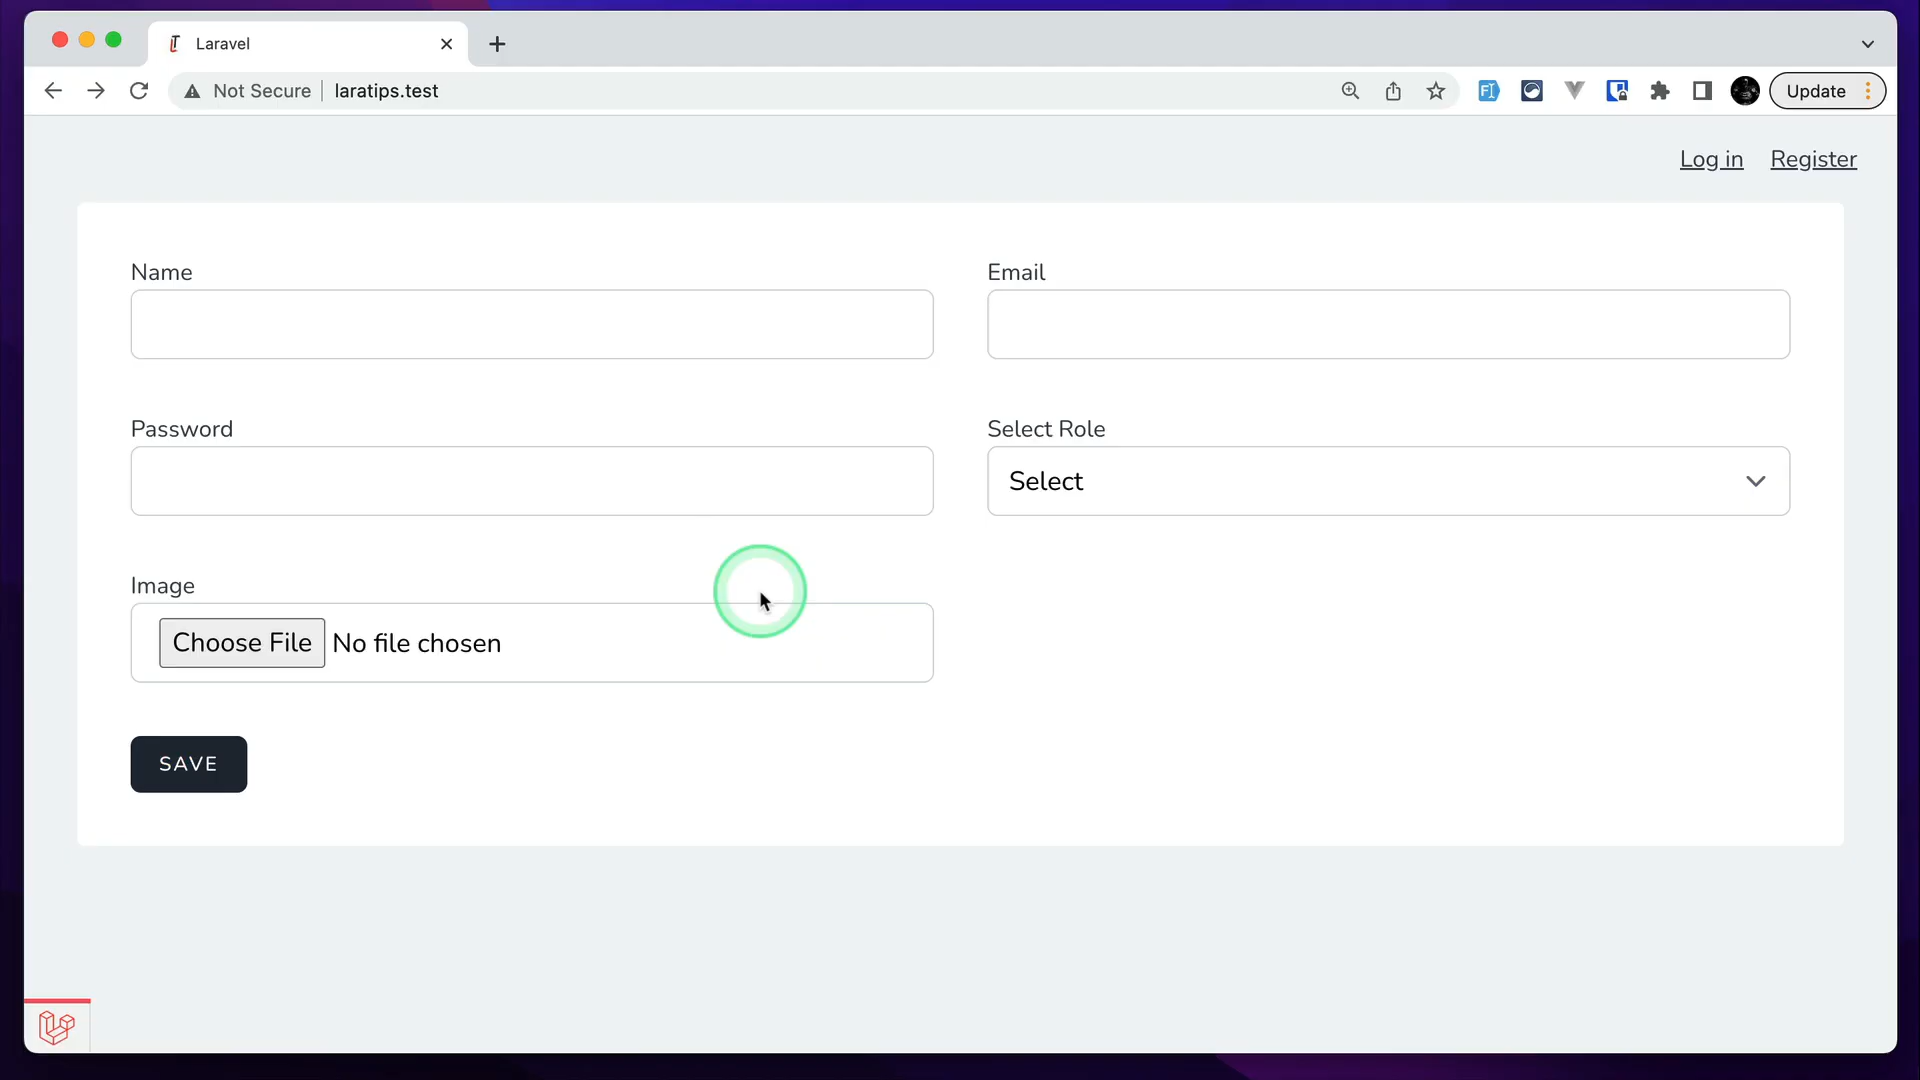 Laravel
Not Secure laratips.test Update
Log in Register
Name Email
Password Select Role
Select
Image
Choose File No file chosen
SAVE